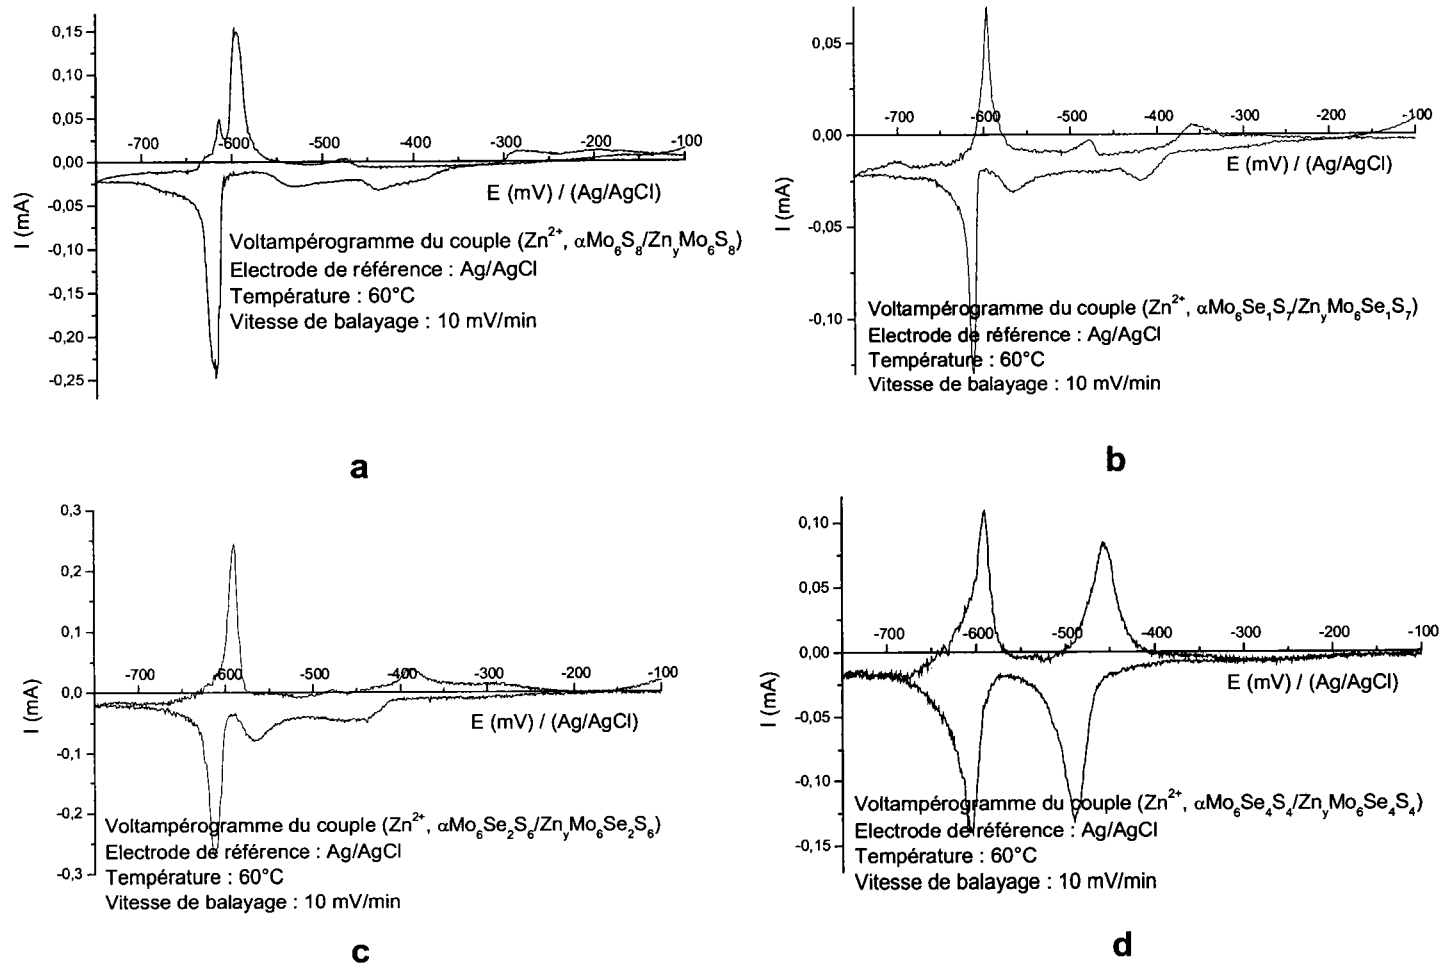 0,15
0,10
0,05
0,00
-0,05
-0,10
-0,15
-0,20
-0,25
I (mA)
-700 -600 -500 -400 -300 -200 -100
E (mV) / (Ag/AgCl)
Voltampérogramme du couple (Zn²⁺, αMo₆S₈/ZnᵧMo₆S₈)
Electrode de référence : Ag/AgCl
Température : 60°C
Vitesse de balayage : 10 mV/min
a
0,05
0,00
-0,05
-0,10
I (mA)
-700 -600 -500 -400 -300 -200 -100
E (mV) / (Ag/AgCl)
Voltampérogramme du couple (Zn²⁺, αMo₆Se₁S₇/ZnᵧMo₆Se₁S₇)
Electrode de référence : Ag/AgCl
Température : 60°C
Vitesse de balayage : 10 mV/min
b
0,3
0,2
0,1
0,0
-0,1
-0,2
-0,3
I (mA)
-700 -600 -500 -400 -300 -200 -100
E (mV) / (Ag/AgCl)
Voltampérogramme du couple (Zn²⁺, αMo₆Se₂S₆/ZnᵧMo₆Se₂S₆)
Electrode de référence : Ag/AgCl
Température : 60°C
Vitesse de balayage : 10 mV/min
c
0,10
0,05
0,00
-0,05
-0,10
-0,15
I (mA)
-700 -600 -500 -400 -300 -200 -100
E (mV) / (Ag/AgCl)
Voltampérogramme du couple (Zn²⁺, αMo₆Se₄S₄/ZnᵧMo₆Se₄S₄)
Electrode de référence : Ag/AgCl
Température : 60°C
Vitesse de balayage : 10 mV/min
d